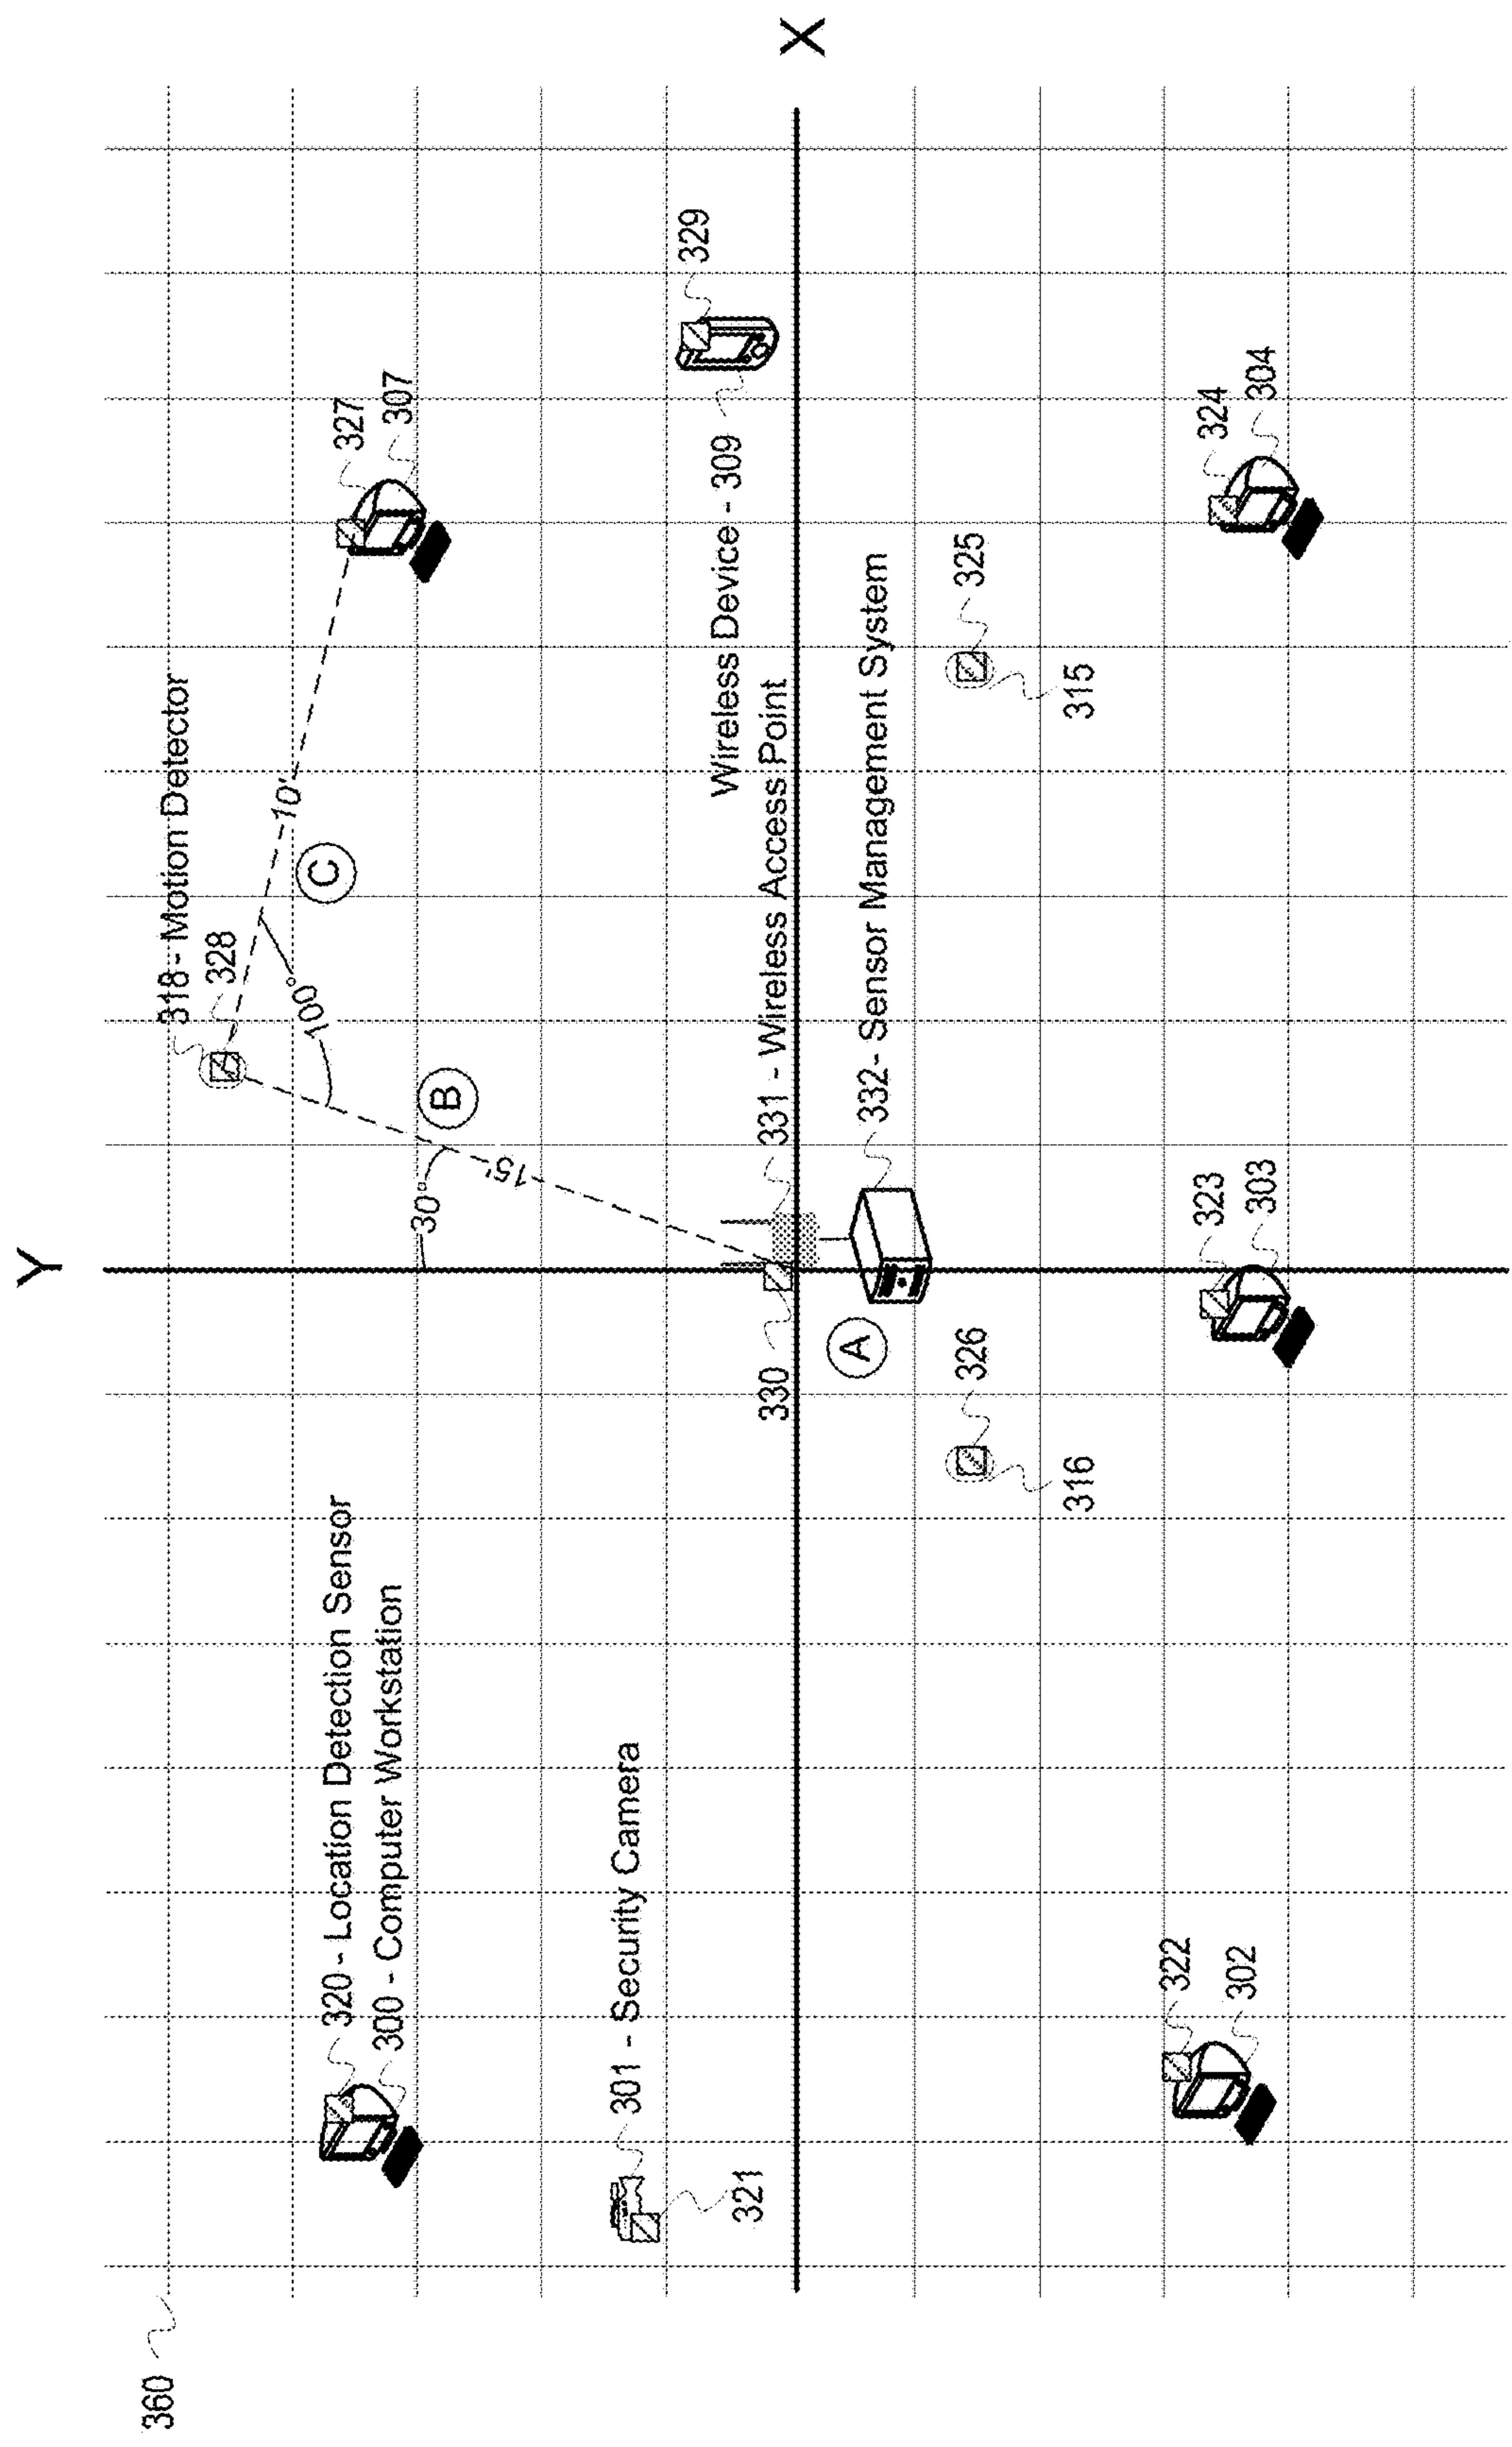 Y
X
360
318 - Motion Detector
328
327
307
10'
C
100°
B
30°
15'
320 - Location Detection Sensor
300 - Computer Workstation
301 - Security Camera
321
329
Wireless Device - 309
331 - Wireless Access Point
330
332 - Sensor Management System
A
326
316
325
315
322
302
323
303
324
304